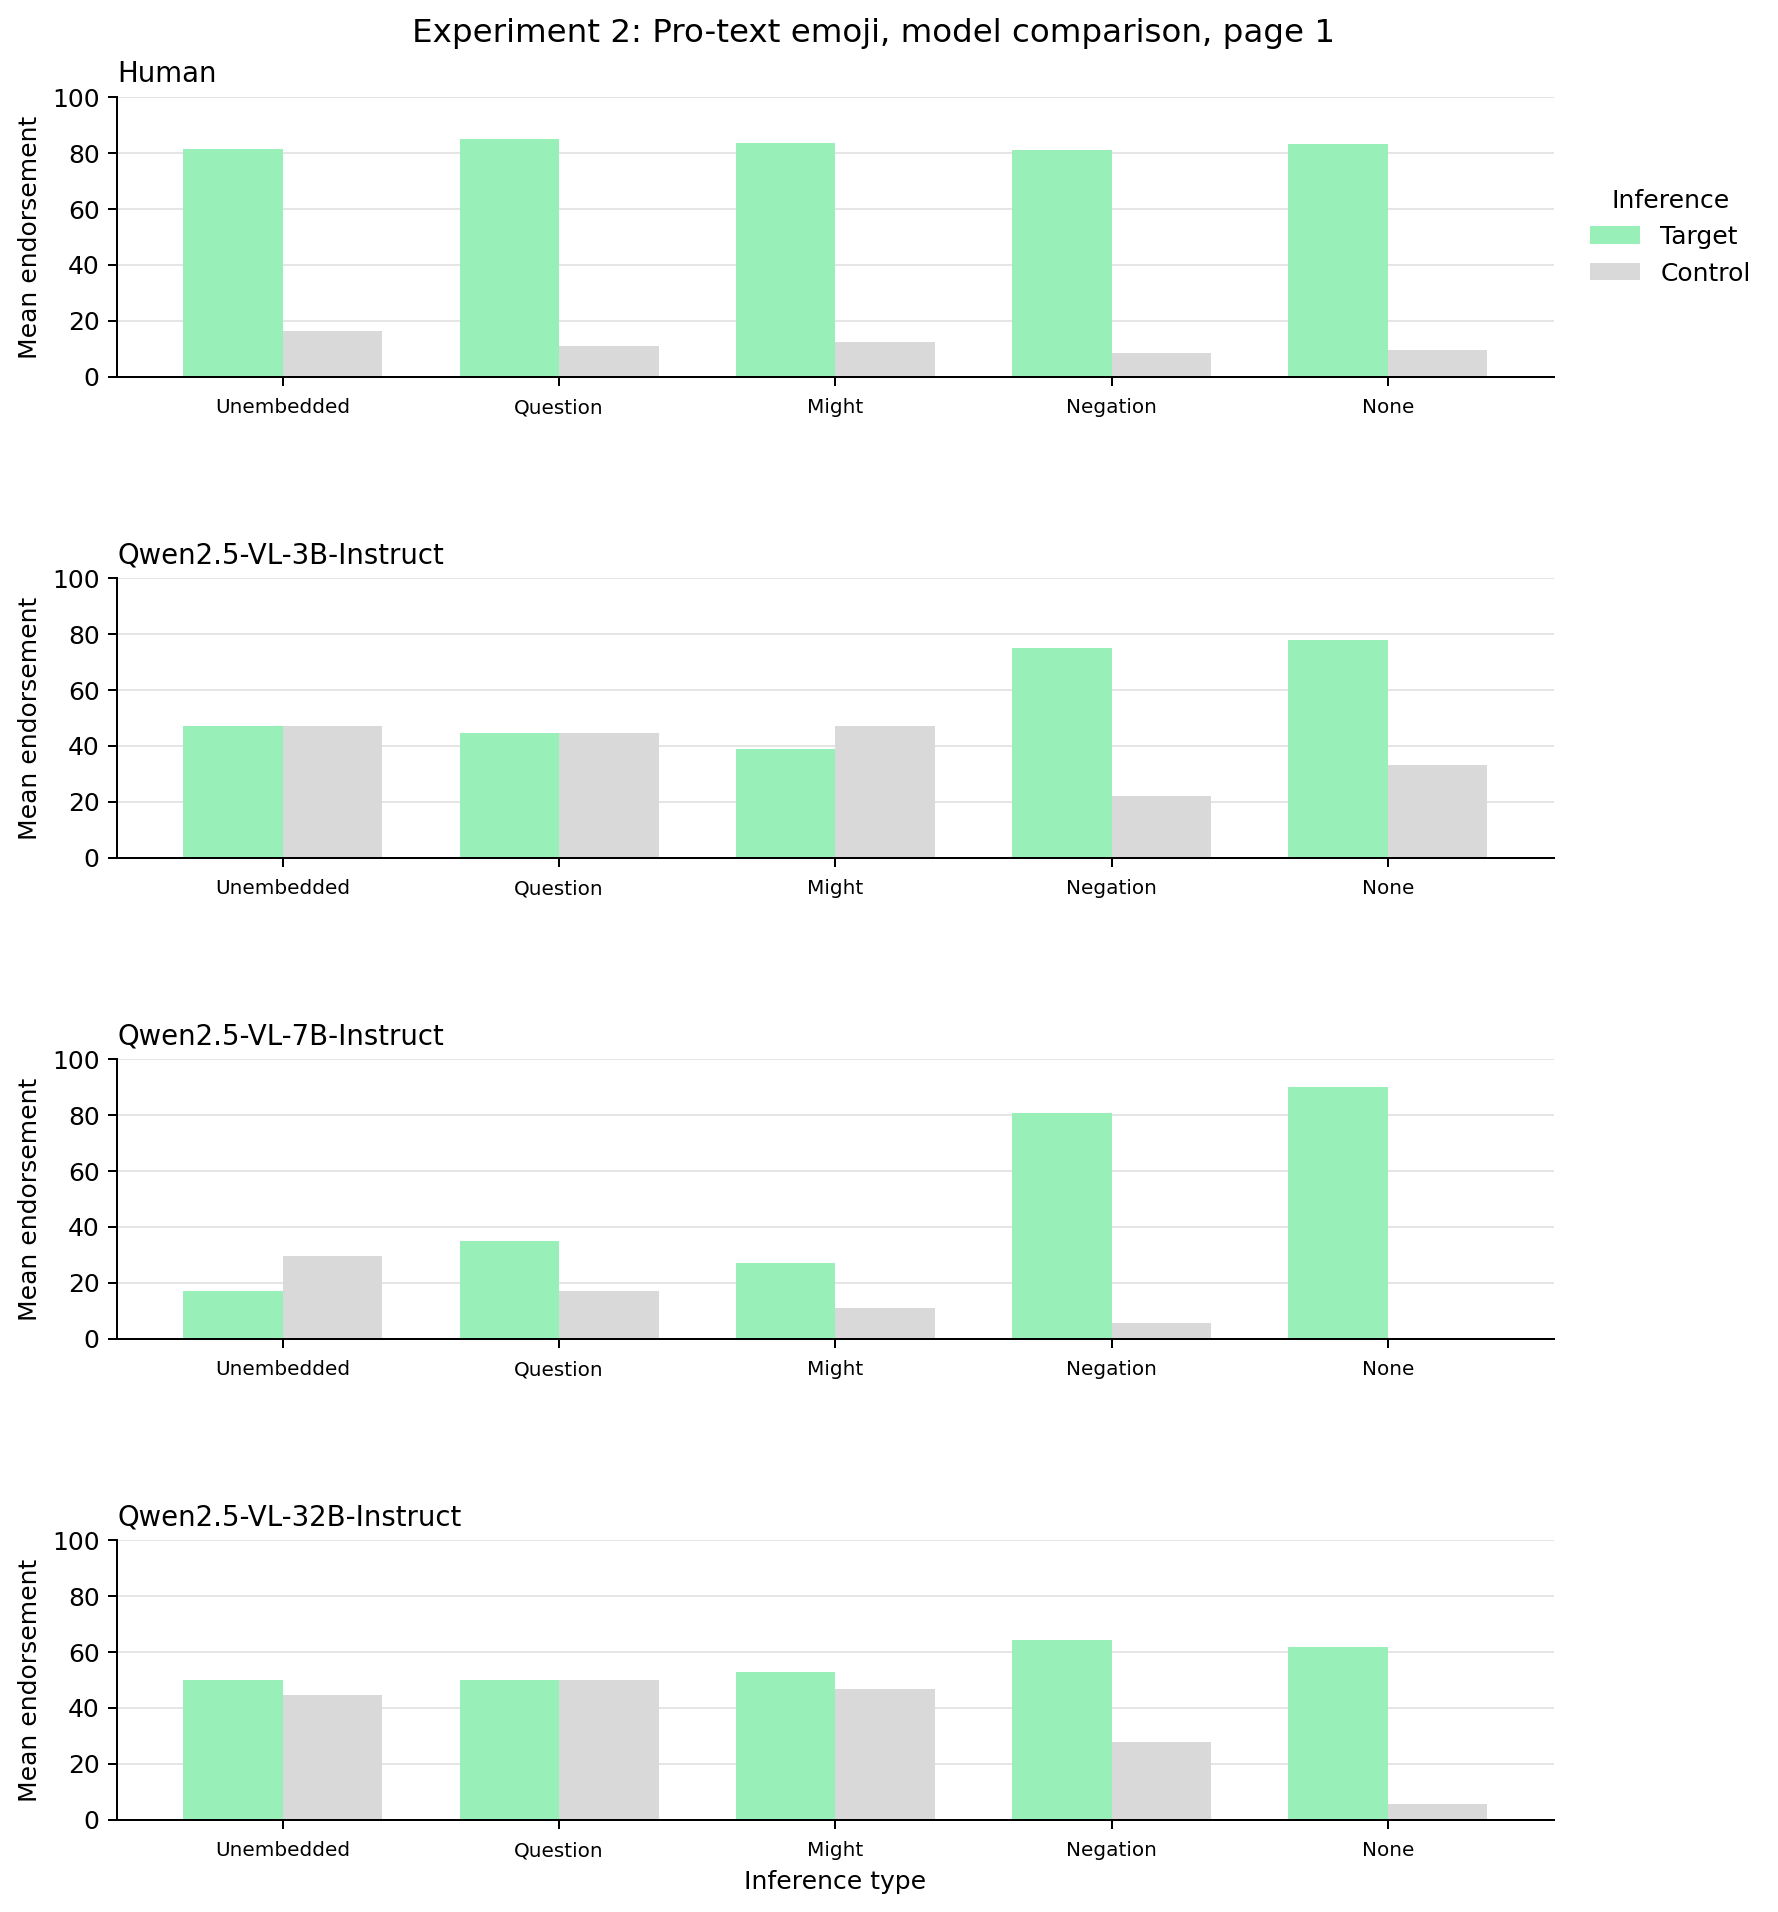 Experiment 2: Pro-text emoji, model comparison, page 1
Human
Mean endorsement
100
80
60
40
20
0
Unembedded Question Might Negation None
Inference
Target
Control
Qwen2.5-VL-3B-Instruct
Mean endorsement
100
80
60
40
20
0
Unembedded Question Might Negation None
Qwen2.5-VL-7B-Instruct
Mean endorsement
100
80
60
40
20
0
Unembedded Question Might Negation None
Qwen2.5-VL-32B-Instruct
Mean endorsement
100
80
60
40
20
0
Unembedded Question Might Negation None
Inference type